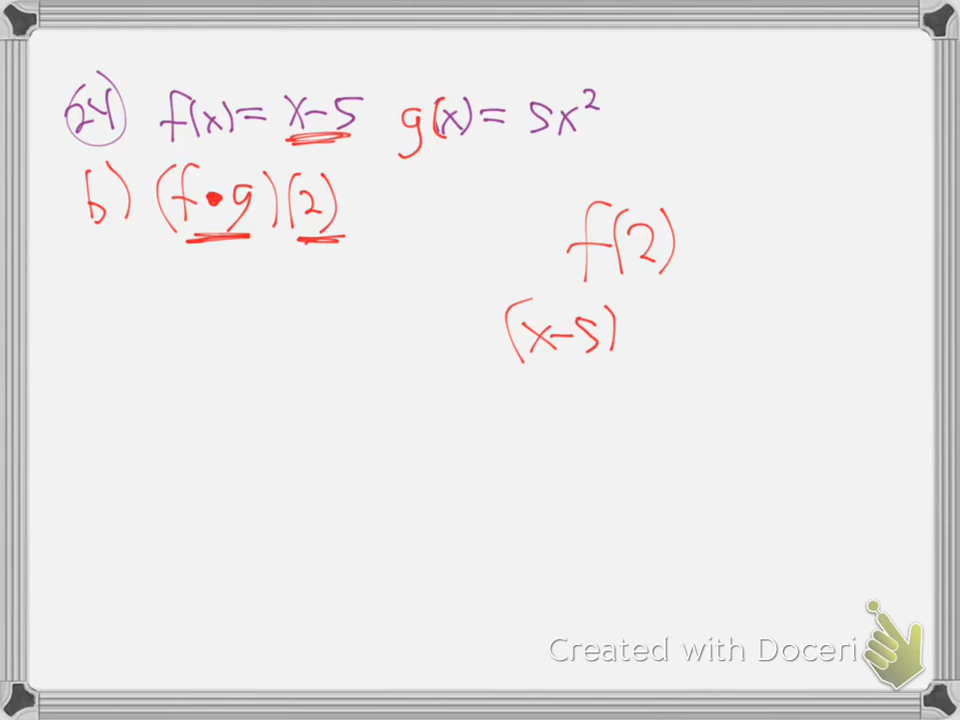 24 f(x) = x-5 g(x) = 5x²
b) (f•g)(2)
f(2)
(x-5)
Created with Doceri